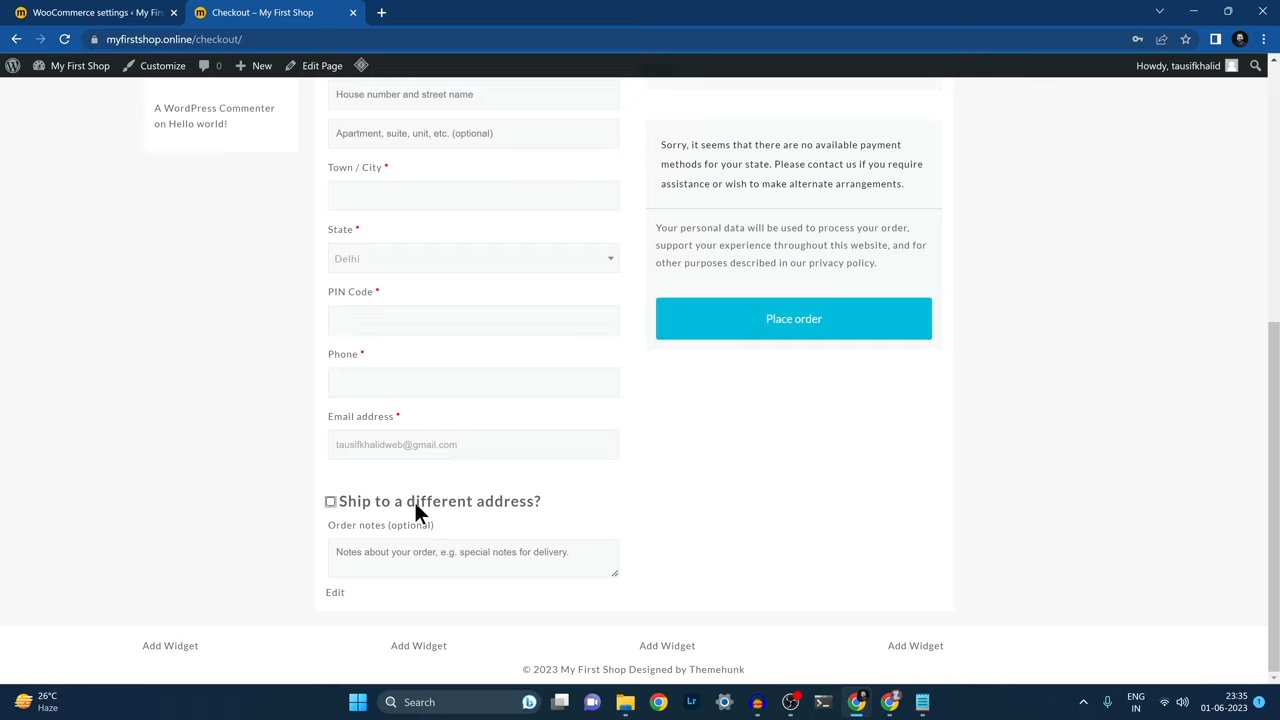 WooCommerce settings ‹ My Firs
Checkout – My First Shop
myfirstshop.online/checkout/
My First Shop
Customize
0
New
Edit Page
Howdy, tausifkhalid
A WordPress Commenter
on Hello world!
House number and street name
Apartment, suite, unit, etc. (optional)
Town / City *
State *
Delhi
PIN Code *
Phone *
Email address *
tausifkhalidweb@gmail.com
Ship to a different address?
Order notes (optional)
Notes about your order, e.g. special notes for delivery.
Edit
Sorry, it seems that there are no available payment
methods for your state. Please contact us if you require
assistance or wish to make alternate arrangements.
Your personal data will be used to process your order,
support your experience throughout this website, and for
other purposes described in our privacy policy.
Place order
Add Widget
Add Widget
Add Widget
Add Widget
© 2023 My First Shop Designed by Themehunk
26°C
Haze
Search
Lr
ENG
IN
23:35
01-06-2023
1